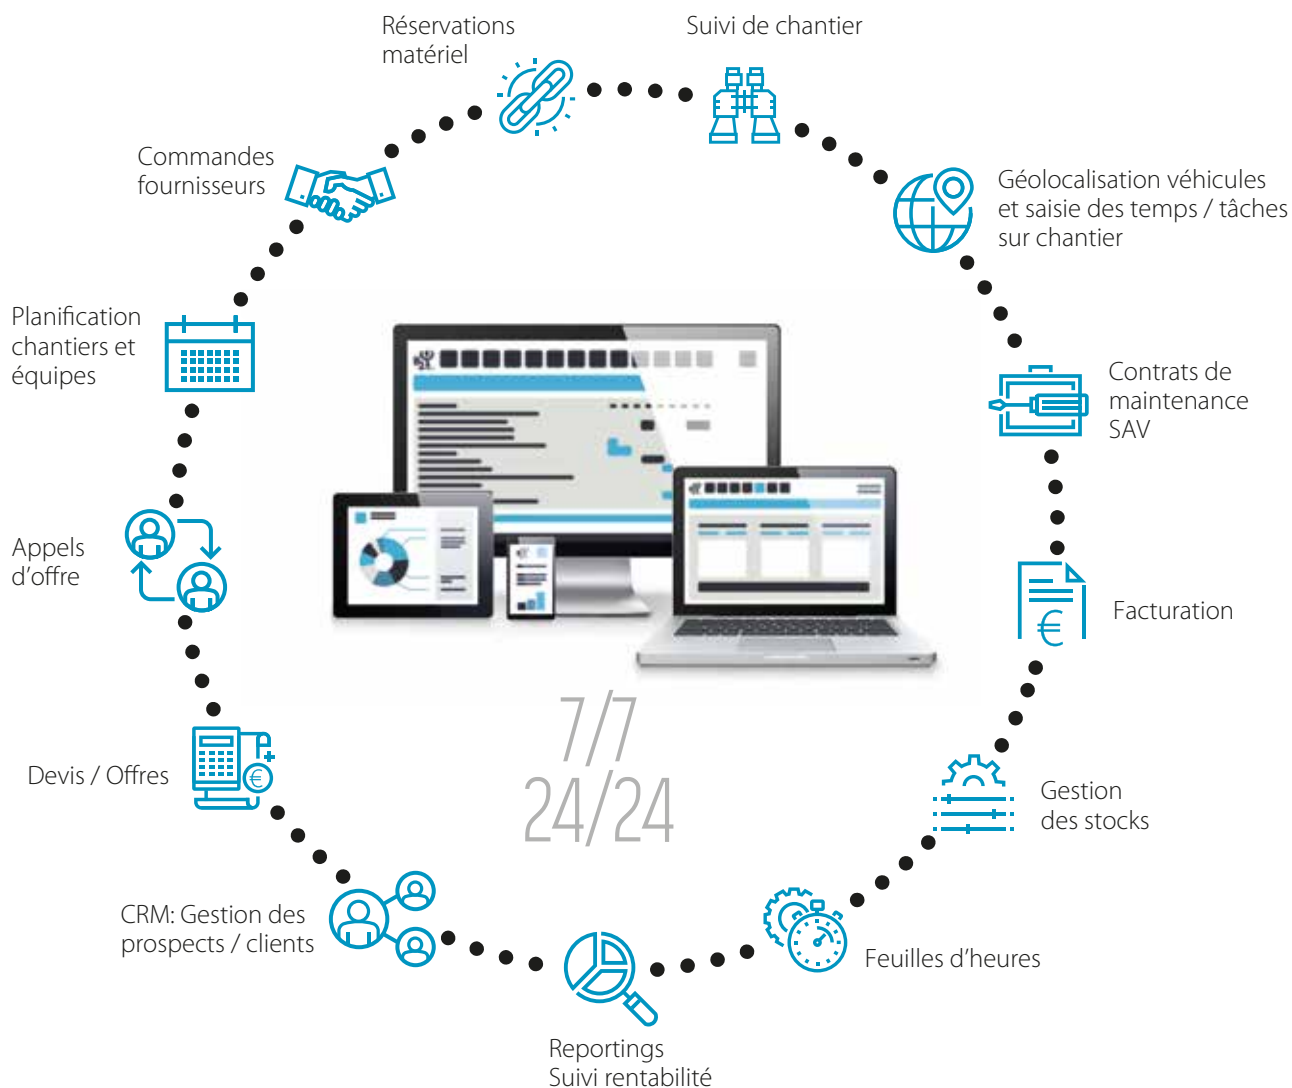 Réservations
matériel
Suivi de chantier
Commandes
fournisseurs
Géolocalisation véhicules
et saisie des temps / tâches
sur chantier
Planification
chantiers et
équipes
Contrats de
maintenance
SAV
Appels
d’offre
Facturation
7/7
24/24
Devis / Offres
Gestion
des stocks
CRM: Gestion des
prospects / clients
Feuilles d’heures
Reportings
Suivi rentabilité